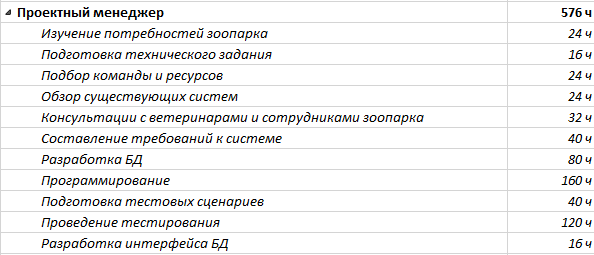 Проектный менеджер 576 ч
Изучение потребностей зоопарка 24 ч
Подготовка технического задания 16 ч
Подбор команды и ресурсов 24 ч
Обзор существующих систем 24 ч
Консультации с ветеринарами и сотрудниками зоопарка 32 ч
Составление требований к системе 40 ч
Разработка БД 80 ч
Программирование 160 ч
Подготовка тестовых сценариев 40 ч
Проведение тестирования 120 ч
Разработка интерфейса БД 16 ч